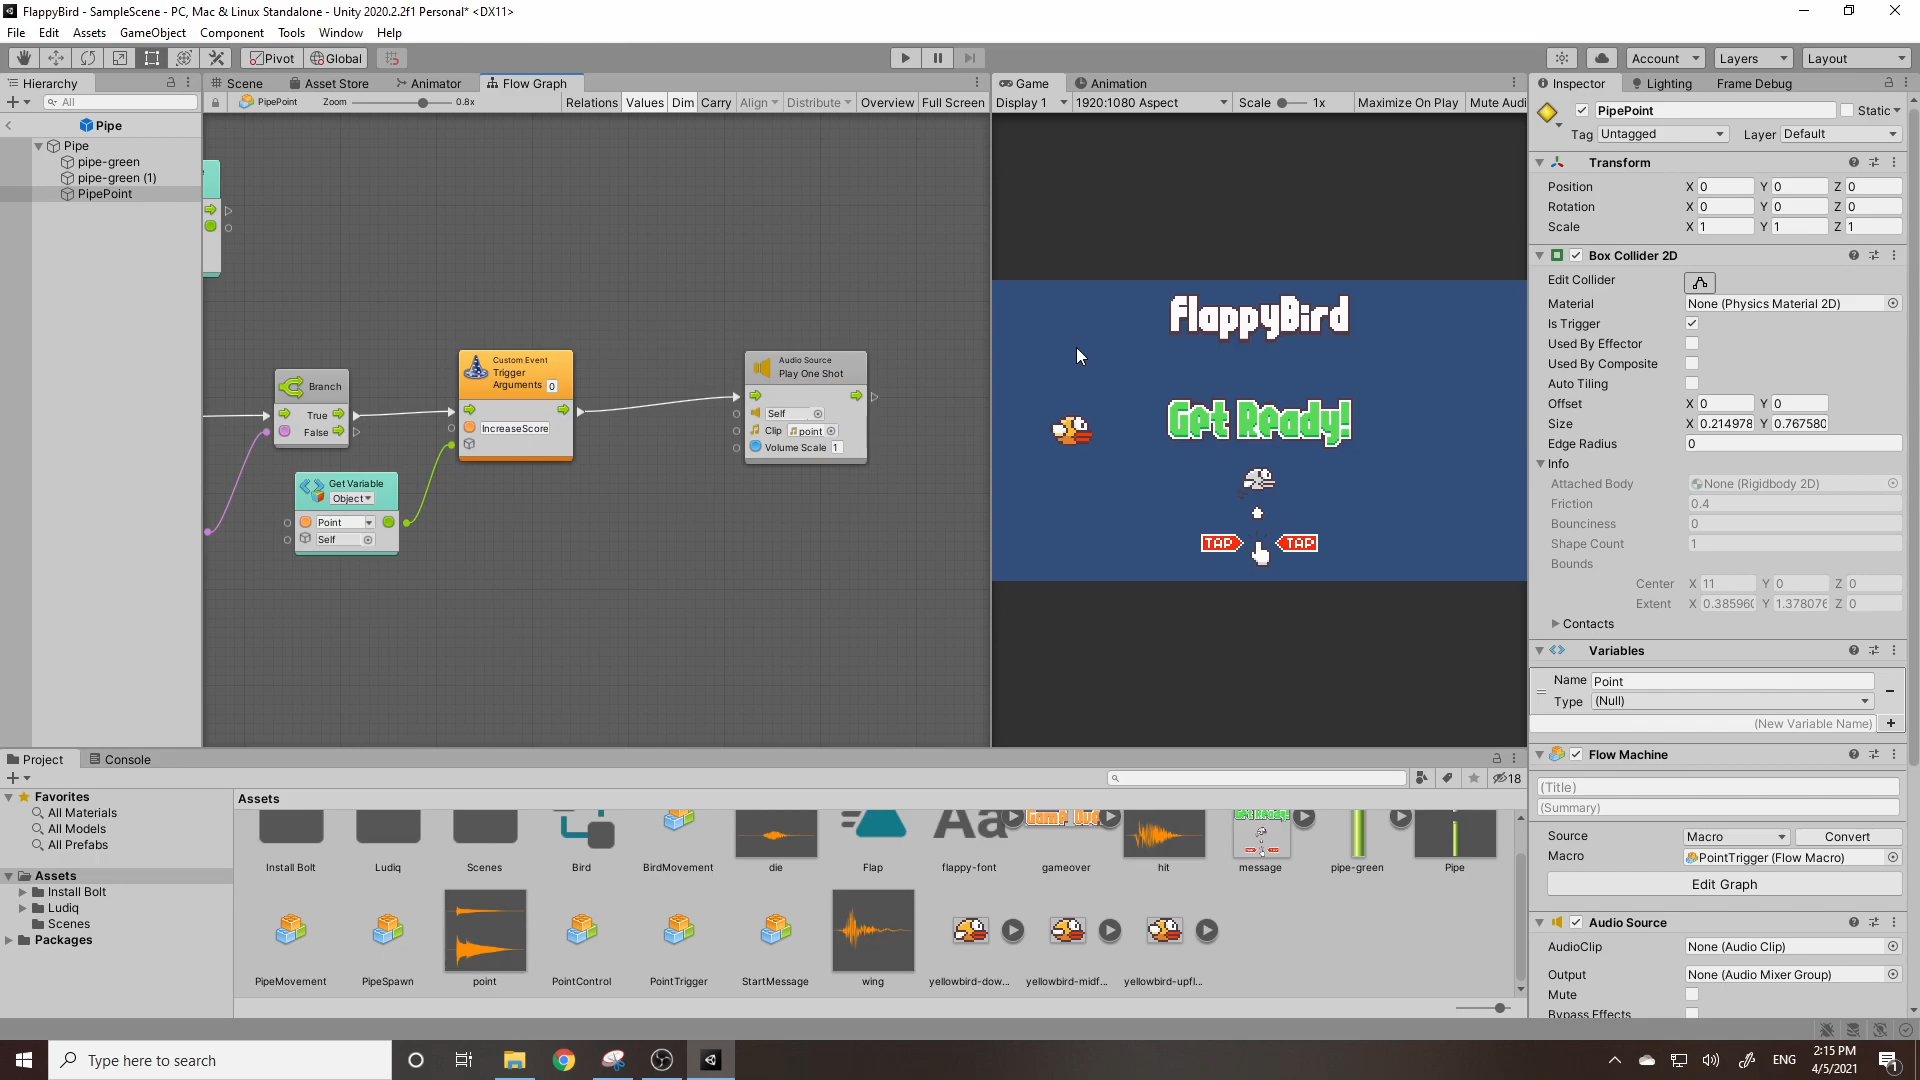 FlappyBird - SampleScene - PC, Mac & Linux Standalone - Unity 2020.2.2f1 Personal* <DX11>
File Edit Assets GameObject Component Tools Window Help
Pivot Global Account Layers Layout
Hierarchy Scene Asset Store Animator Flow Graph Game Animation Inspector Lighting Frame Debug
All PipePoint Zoom 0.8x Relations Values Dim Carry Align Distribute Overview Full Screen Display 1 1920:1080 Aspect Scale 1x Maximize On Play Mute Audi
Pipe
Pipe
pipe-green
pipe-green (1)
PipePoint
Branch
True
False
Get Variable
Object
Point
Self
Custom Event
Trigger
Arguments 0
IncreaseScore
Audio Source
Play One Shot
Self
Clip point
Volume Scale 1
FlappyBird
Get Ready!
TAP TAP
PipePoint Static
Tag Untagged Layer Default
Transform
Position X 0 Y 0 Z 0
Rotation X 0 Y 0 Z 0
Scale X 1 Y 1 Z 1
Box Collider 2D
Edit Collider
Material None (Physics Material 2D)
Is Trigger
Used By Effector
Used By Composite
Auto Tiling
Offset X 0 Y 0
Size X 0.214978 Y 0.767580
Edge Radius 0
Info
Attached Body None (Rigidbody 2D)
Friction 0.4
Bounciness 0
Shape Count 1
Bounds
Center X 11 Y 0 Z 0
Extent X 0.385960 Y 1.378076 Z 0
Contacts
Variables
Name Point
Type (Null)
(New Variable Name)
Flow Machine
(Title)
(Summary)
Source Macro Convert
Macro PointTrigger (Flow Macro)
Edit Graph
Audio Source
AudioClip None (Audio Clip)
Output None (Audio Mixer Group)
Mute
Bypass Effects
Project Console
18
Favorites
All Materials
All Models
All Prefabs
Assets
Install Bolt
Ludiq
Scenes
Packages
Assets
Aa Game Over Get Ready!
Install Bolt Ludiq Scenes Bird BirdMovement die Flap flappy-font gameover hit message pipe-green Pipe
PipeMovement PipeSpawn point PointControl PointTrigger StartMessage wing yellowbird-dow... yellowbird-midf... yellowbird-upfl...
Type here to search
ENG
2:15 PM
4/5/2021
1